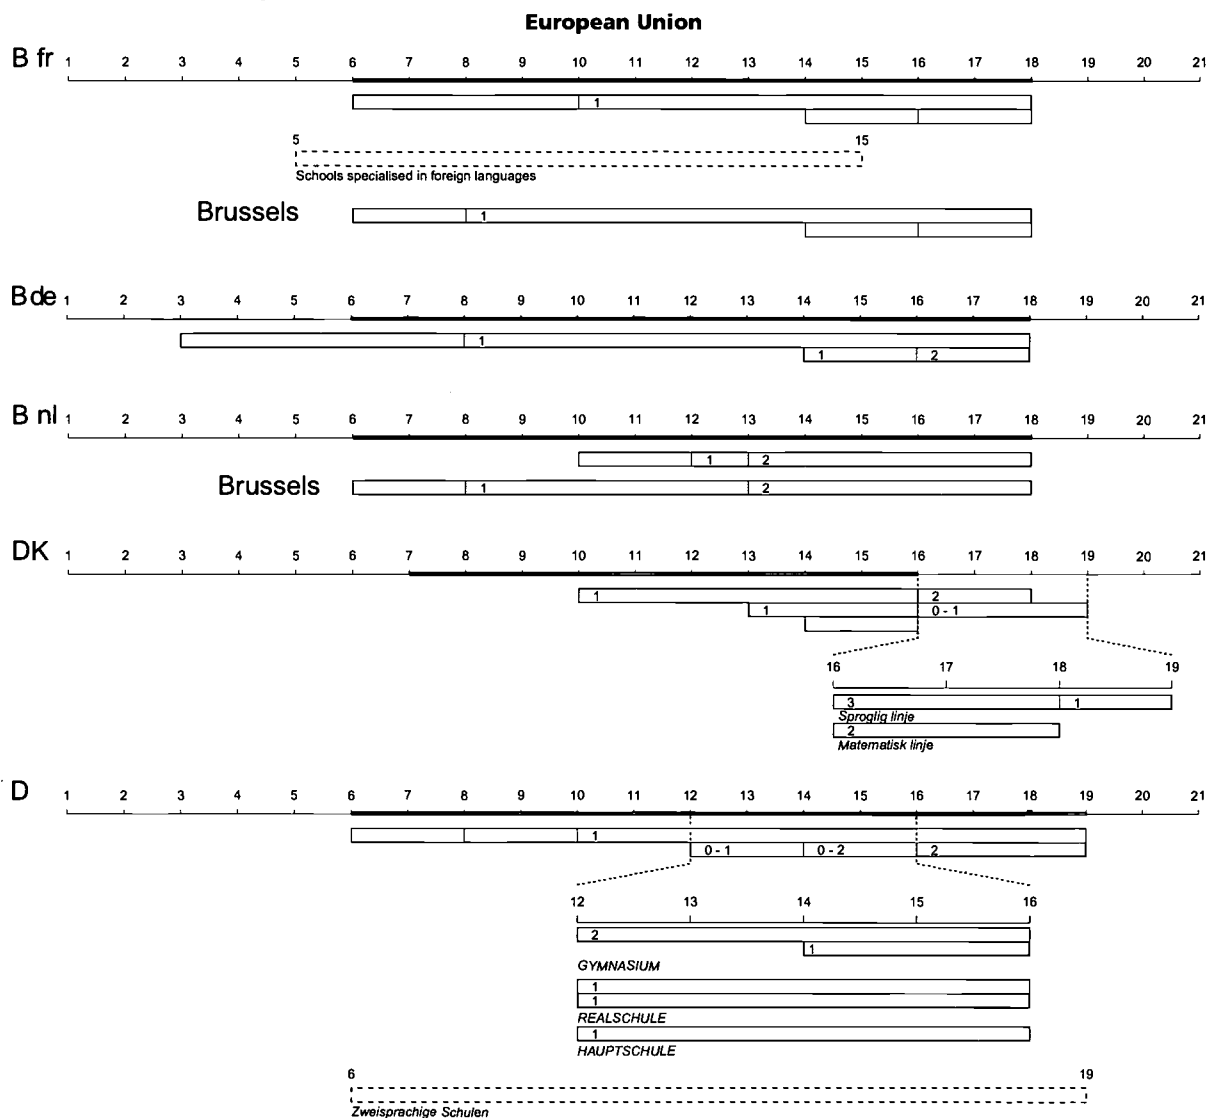 European Union
B fr 1 2 3 4 5 6 7 8 9 10 11 12 13 14 15 16 17 18 19 20 21
1
5 15
Schools specialised in foreign languages
Brussels 1
B de 1 2 3 4 5 6 7 8 9 10 11 12 13 14 15 16 17 18 19 20 21
1
1 2
B nl 1 2 3 4 5 6 7 8 9 10 11 12 13 14 15 16 17 18 19 20 21
1 2
Brussels 1 2
DK 1 2 3 4 5 6 7 8 9 10 11 12 13 14 15 16 17 18 19 20 21
1 2
1 0 - 1
16 17 18 19
3 1
Sproglig linje
2
Matematisk linje
D 1 2 3 4 5 6 7 8 9 10 11 12 13 14 15 16 17 18 19 20 21
1
0 - 1 0 - 2 2
12 13 14 15 16
2
1
GYMNASIUM
1
1
REALSCHULE
1
HAUPTSCHULE
6 19
Zweisprachige Schulen